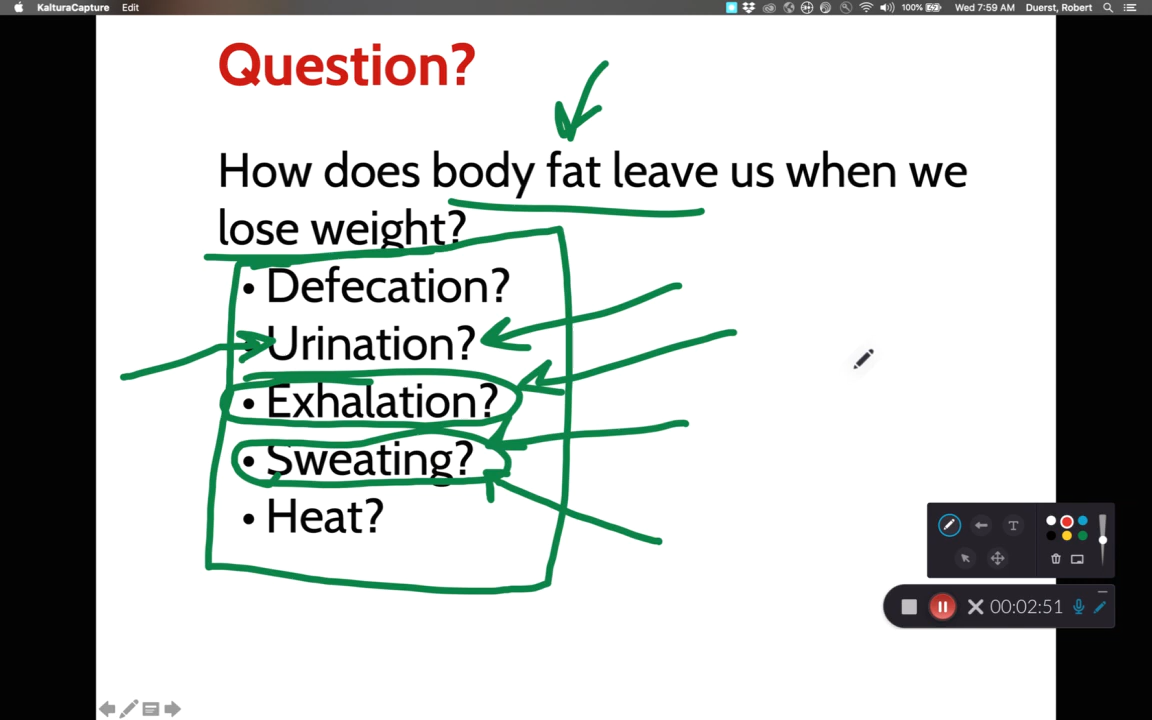 KalturaCapture Edit 100% Wed 7:59 AM Duerst, Robert
Question?
How does body fat leave us when we
lose weight?
• Defecation?
• Urination?
• Exhalation?
• Sweating?
• Heat?
T
00:02:51